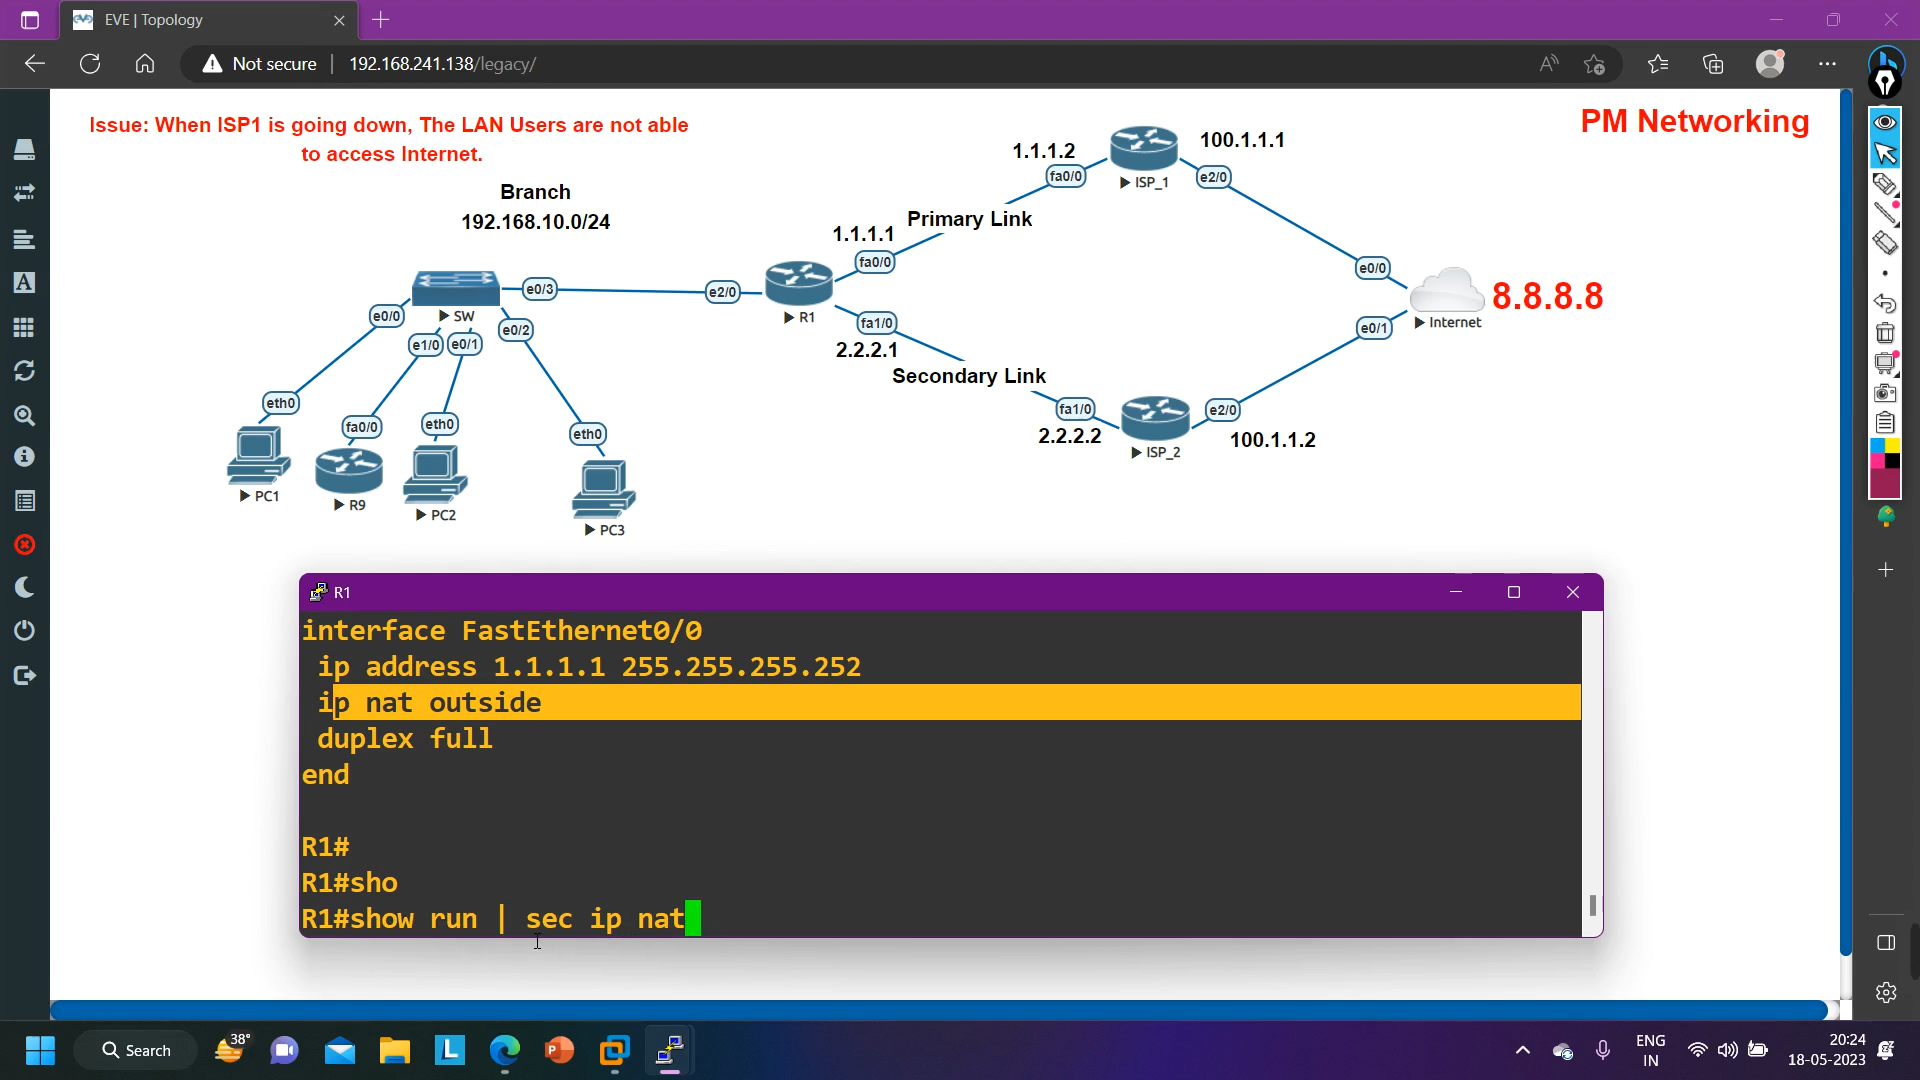 EVE | Topology
Not secure
192.168.241.138/legacy/
Issue: When ISP1 is going down, The LAN Users are not able
to access Internet.
PM Networking
Branch
192.168.10.0/24
1.1.1.2
100.1.1.1
fa0/0
ISP_1
e2/0
Primary Link
1.1.1.1
fa0/0
e0/3
e2/0
R1
e0/0
8.8.8.8
Internet
e0/0
SW
e0/2
fa1/0
e0/1
e1/0
e0/1
2.2.2.1
Secondary Link
eth0
fa0/0
eth0
eth0
fa1/0
e2/0
2.2.2.2
100.1.1.2
ISP_2
PC1
R9
PC2
PC3
R1
interface FastEthernet0/0
ip address 1.1.1.1 255.255.255.252
ip nat outside
duplex full
end
R1#
R1#sho
R1#show run | sec ip nat
38°
Search
ENG
IN
20:24
18-05-2023